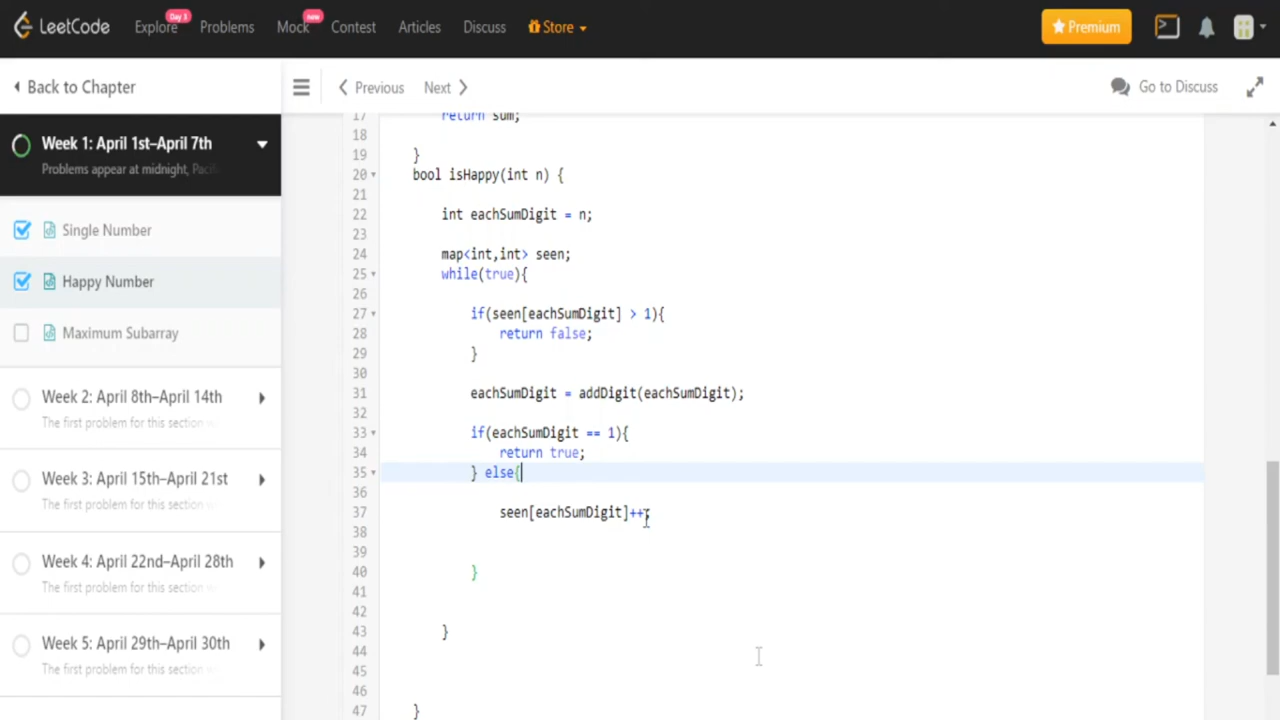 LeetCode Explore Day 3 Problems Mock new Contest Articles Discuss Store Premium
Back to Chapter Previous Next Go to Discuss
Week 1: April 1st–April 7th
Problems appear at midnight, Pacific
Single Number
Happy Number
Maximum Subarray
Week 2: April 8th–April 14th
The first problem for this section
Week 3: April 15th–April 21st
The first problem for this section
Week 4: April 22nd–April 28th
The first problem for this section
Week 5: April 29th–April 30th
The first problem for this section
17 return sum;
18
19 }
20 bool isHappy(int n) {
21
22 int eachSumDigit = n;
23
24 map<int,int> seen;
25 while(true){
26
27 if(seen[eachSumDigit] > 1){
28 return false;
29 }
30
31 eachSumDigit = addDigit(eachSumDigit);
32
33 if(eachSumDigit == 1){
34 return true;
35 } else{
36
37 seen[eachSumDigit]++;
38
39
40 }
41
42
43 }
44
45
46
47 }